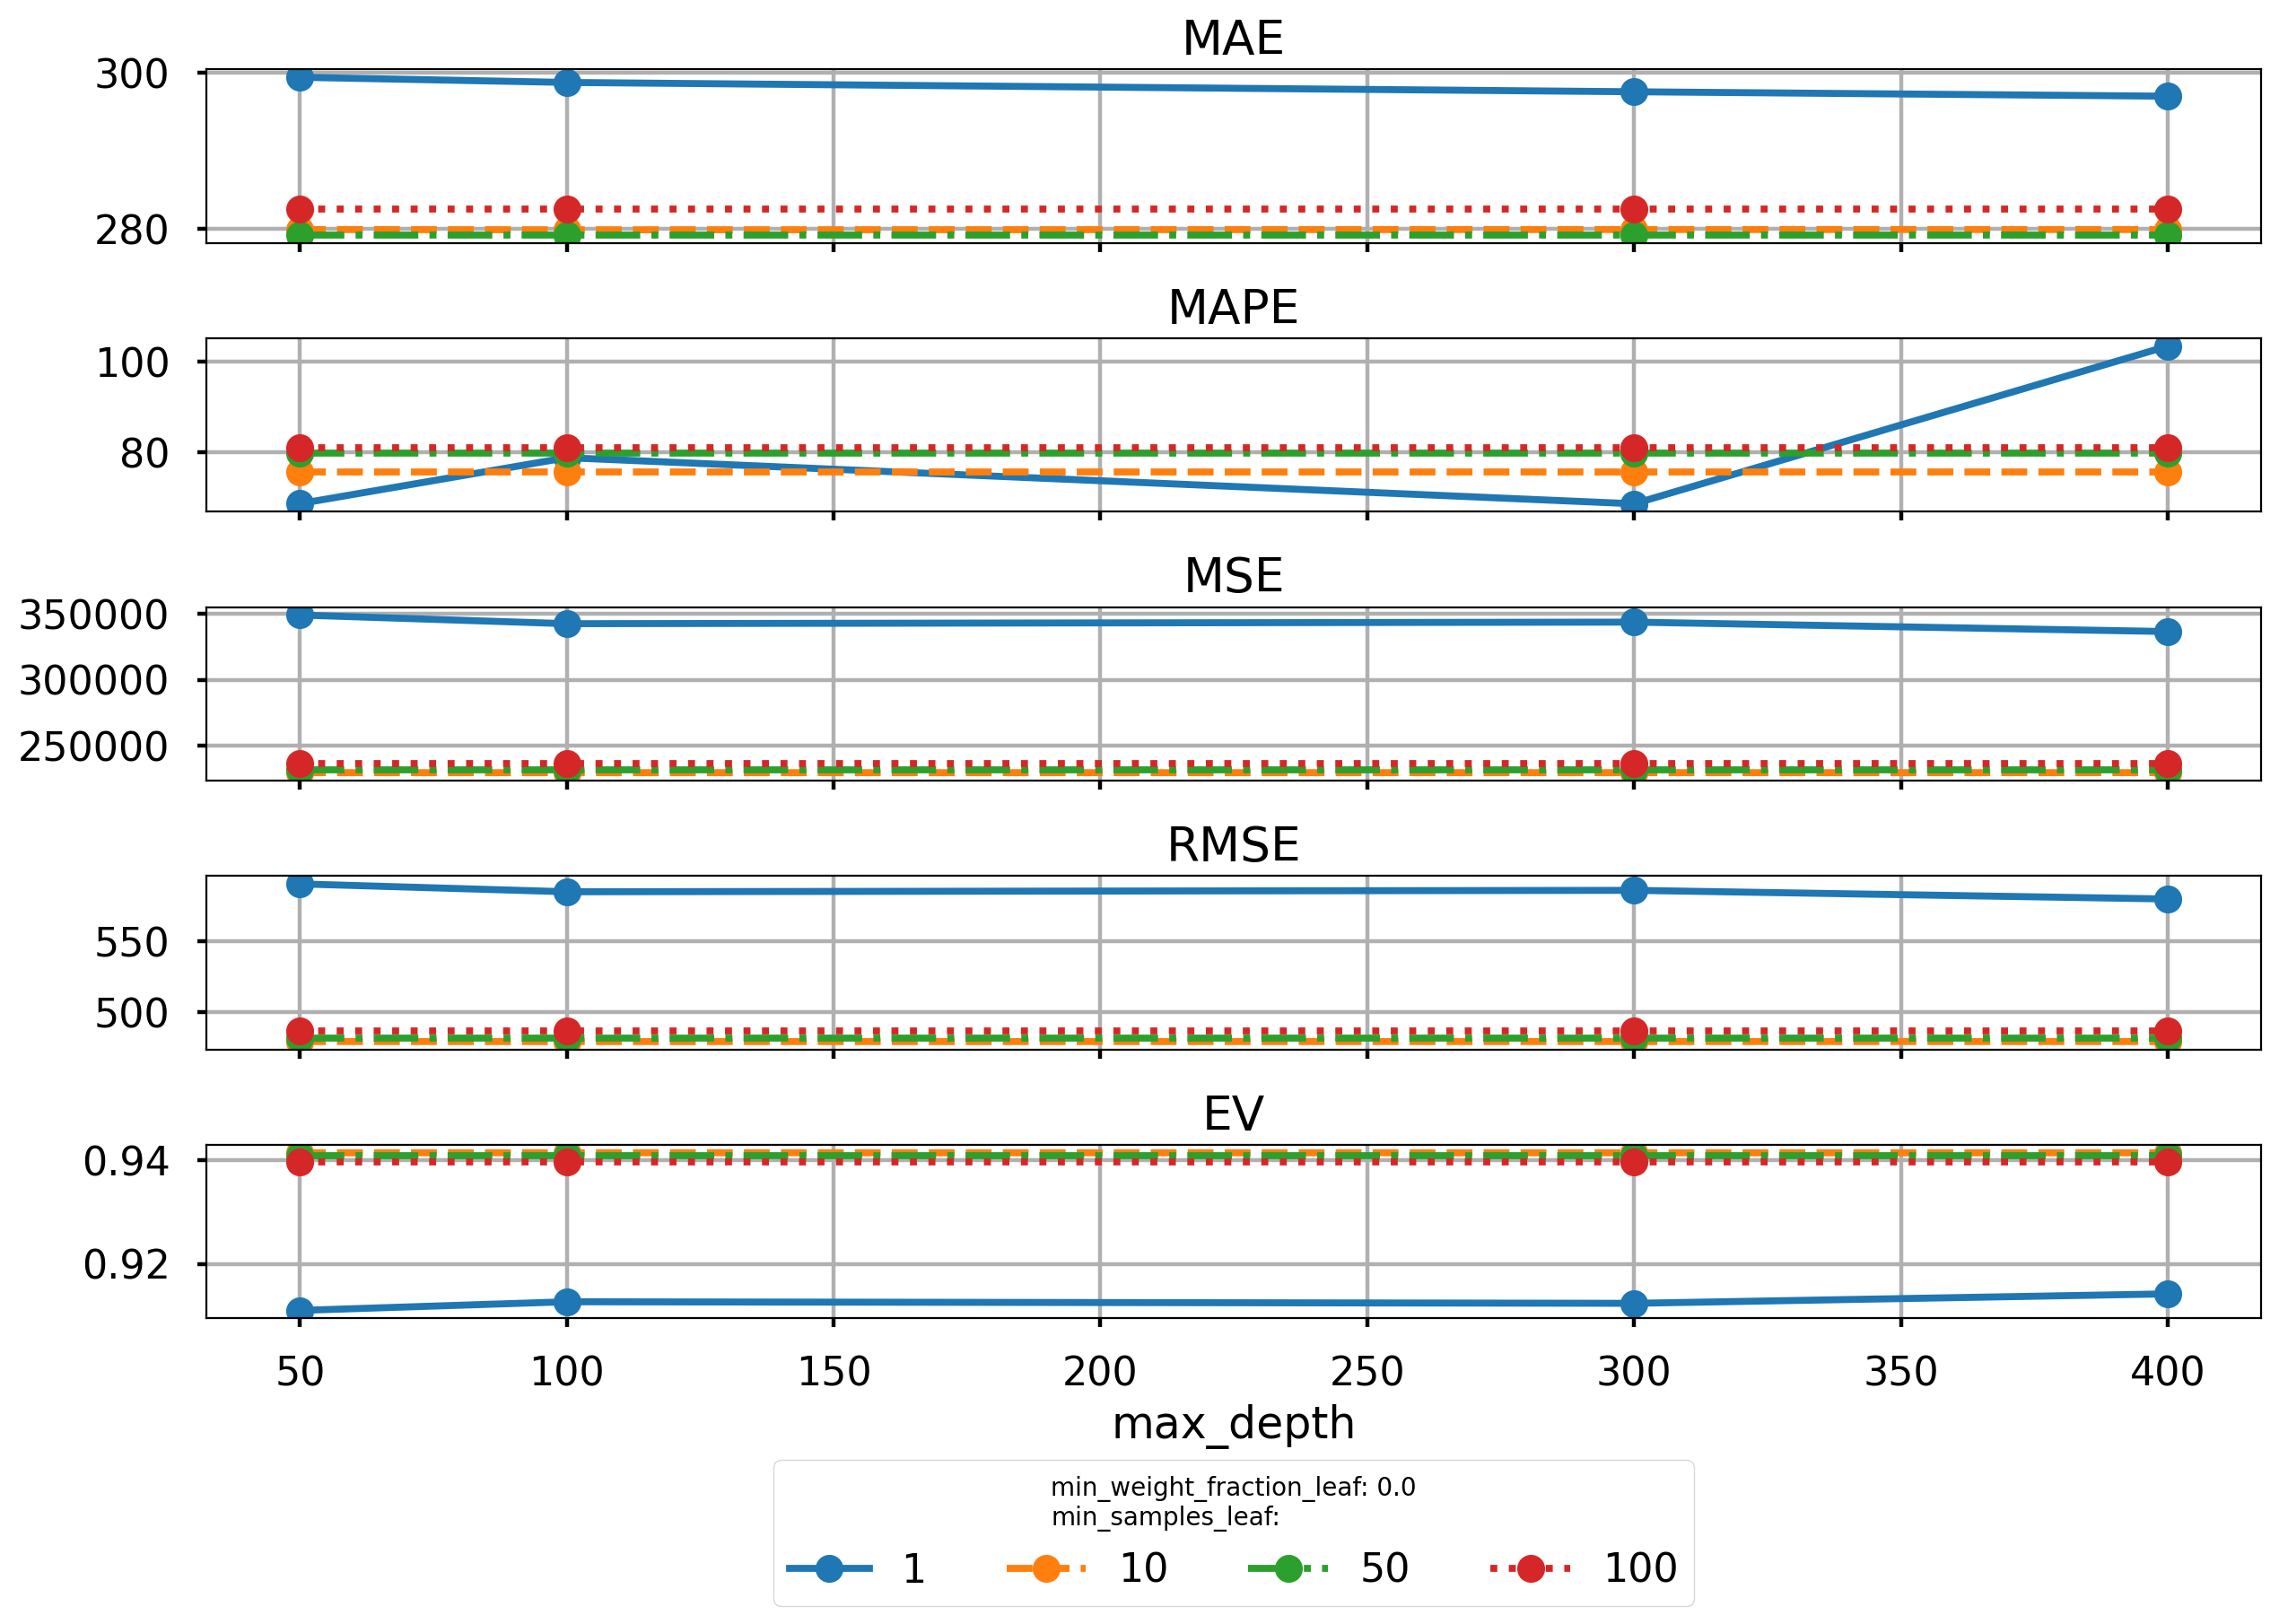 MAE
300
280
MAPE
100
80
MSE
350000
300000
250000
RMSE
550
500
EV
0.94
0.92
50 100 150 200 250 300 350 400
max_depth
min_weight_fraction_leaf: 0.0
min_samples_leaf:
1 10 50 100